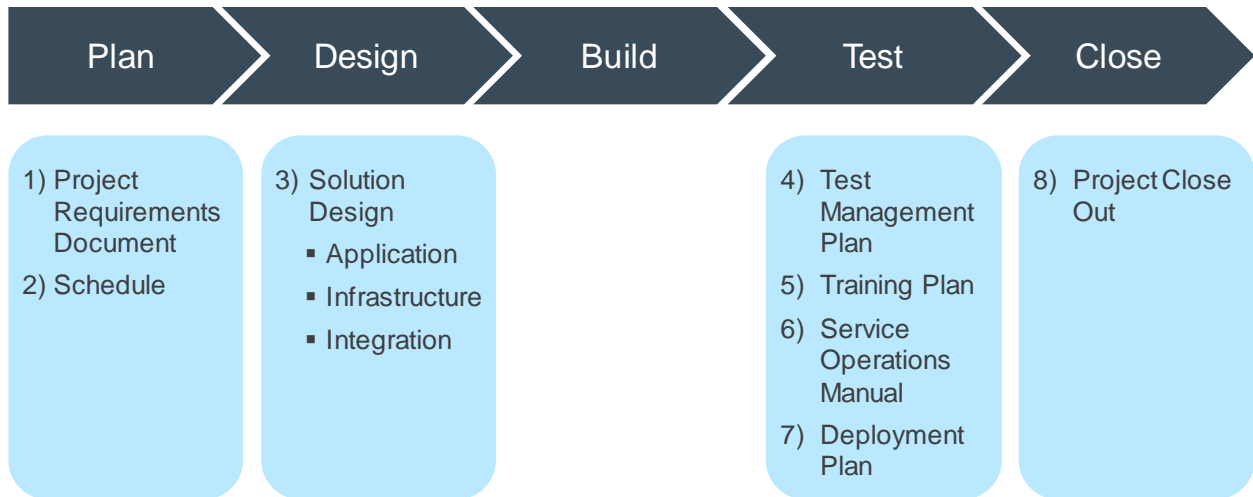 Plan
Design
Build
Test
Close
1) Project
Requirements
Document
2) Schedule
3) Solution
Design
▪ Application
▪ Infrastructure
▪ Integration
4) Test
Management
Plan
5) Training Plan
6) Service
Operations
Manual
7) Deployment
Plan
8) Project Close
Out